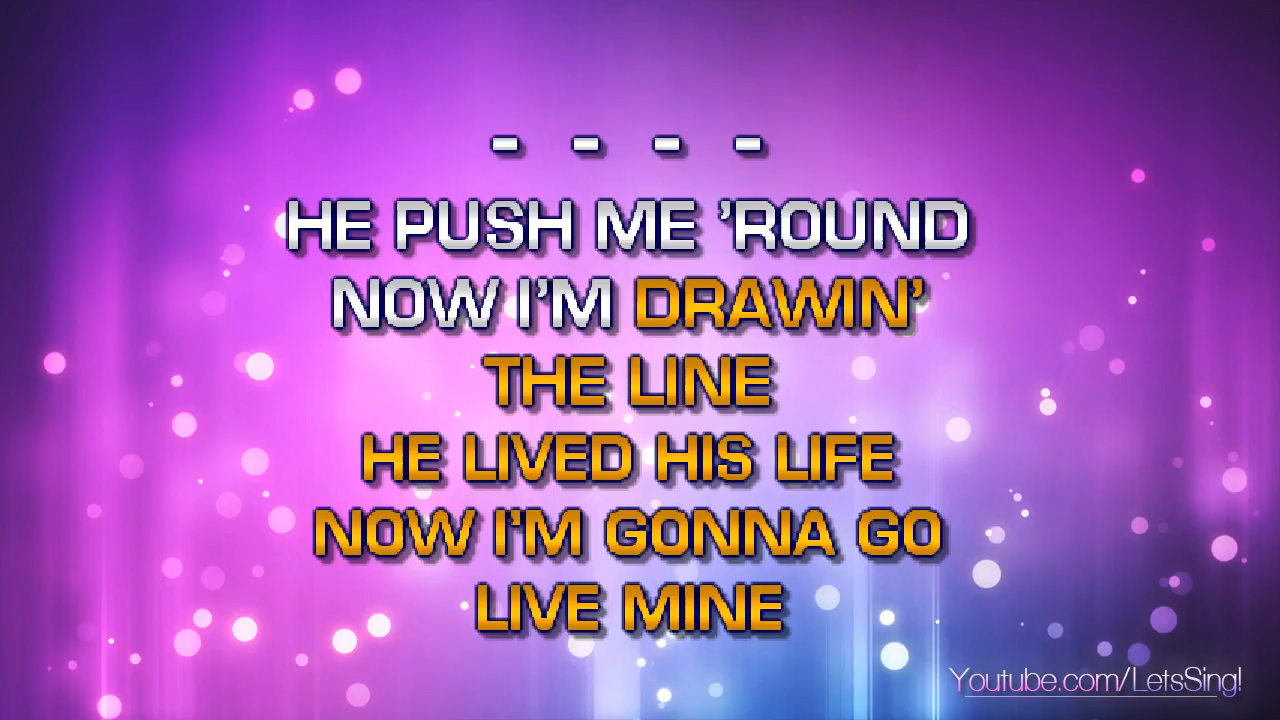 - - - -
HE PUSH ME ’ROUND
NOW I’M DRAWIN’
THE LINE
HE LIVED HIS LIFE
NOW I'M GONNA GO
LIVE MINE
Youtube.com/LetsSing!